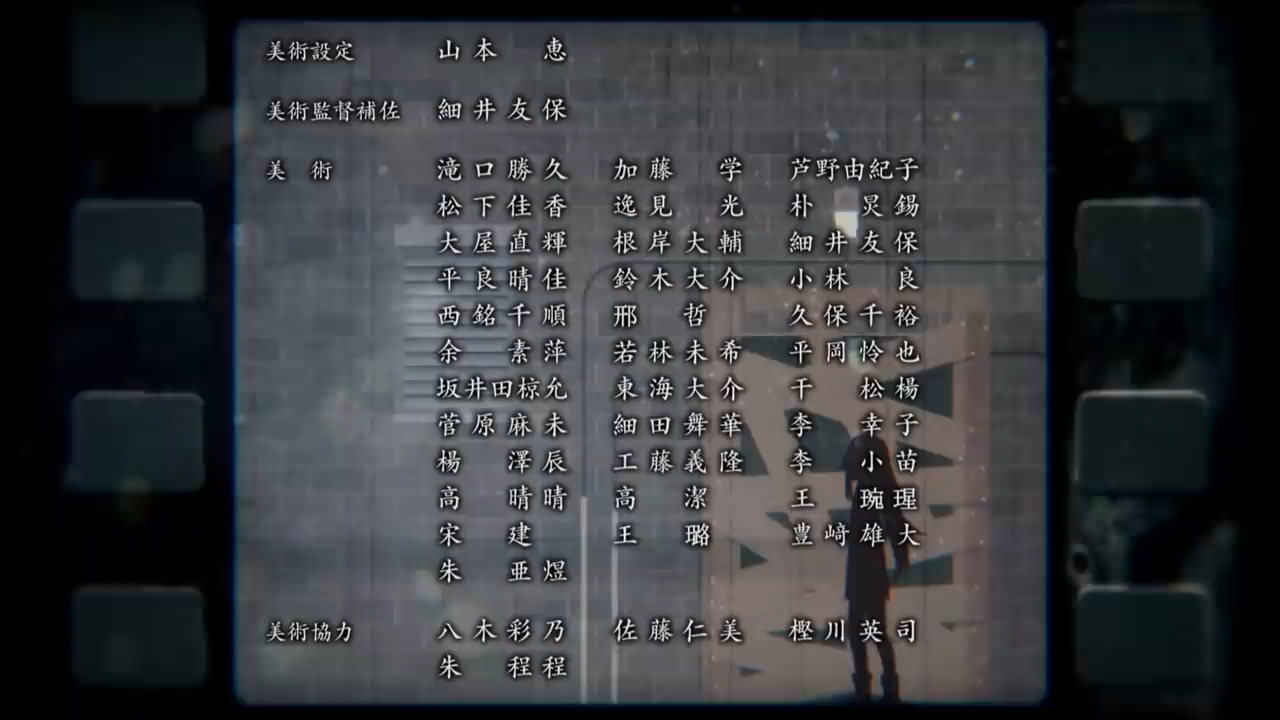 美術設定 山本 恵
美術監督補佐 細井友保
美術 滝口勝久 加藤 学 芦野由紀子
松下佳香 逸見 光 朴 炅錫
大屋直輝 根岸大輔 細井友保
平良晴佳 鈴木大介 小林 良
西銘千順 邢 哲 久保千裕
余 素萍 若林未希 平岡怜也
坂井田椋允 東海大介 干 松楊
菅原麻未 細田舞華 李 幸子
楊 澤辰 工藤義隆 李 小苗
高 晴晴 高 潔 王 琬瑆
宋 建 王 璐 豊﨑雄大
朱 亜煜
美術協力 八木彩乃 佐藤仁美 樫川英司
朱 程程